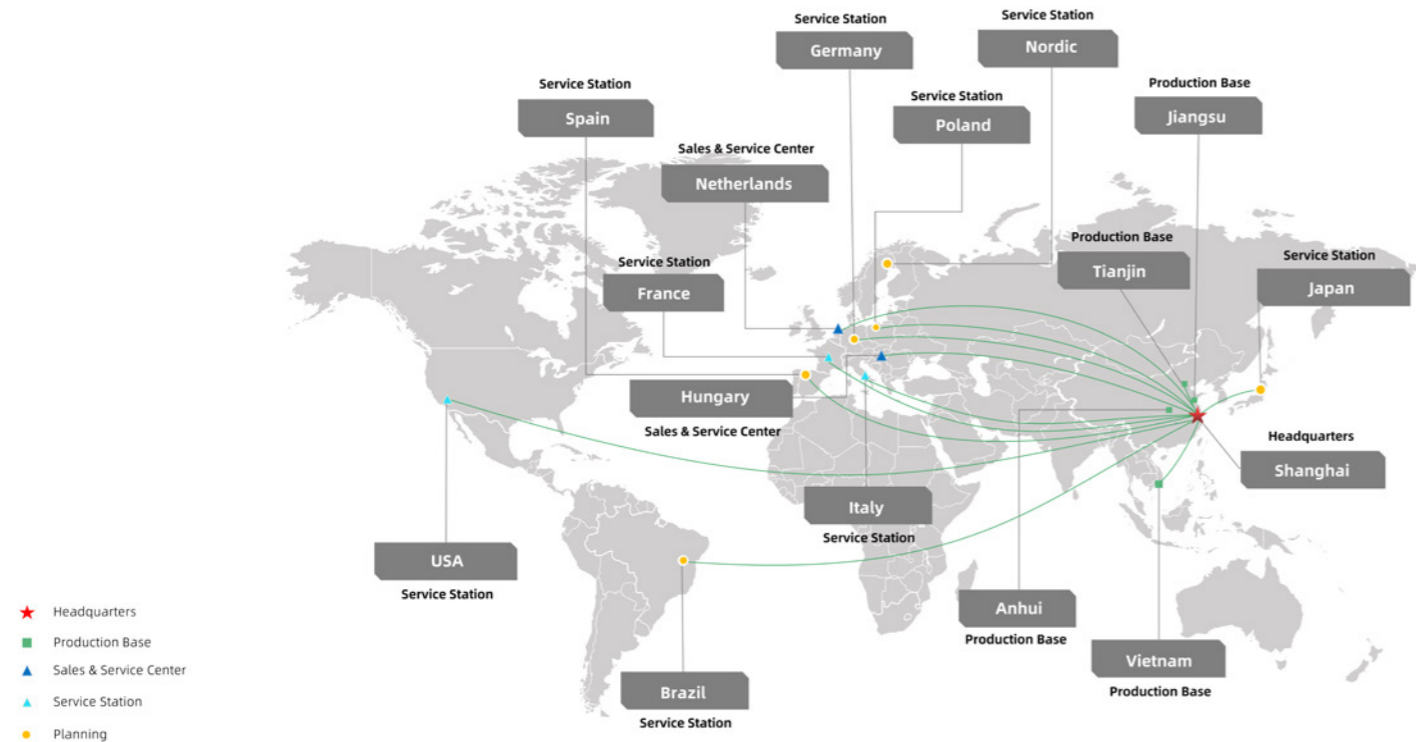 Service Station
Germany
Service Station
Nordic
Service Station
Spain
Service Station
Poland
Production Base
Jiangsu
Sales & Service Center
Netherlands
Service Station
France
Production Base
Tianjin
Service Station
Japan
Hungary
Sales & Service Center
Headquarters
Shanghai
Italy
Service Station
USA
Service Station
Anhui
Production Base
Vietnam
Production Base
Brazil
Service Station
Headquarters
Production Base
Sales & Service Center
Service Station
Planning